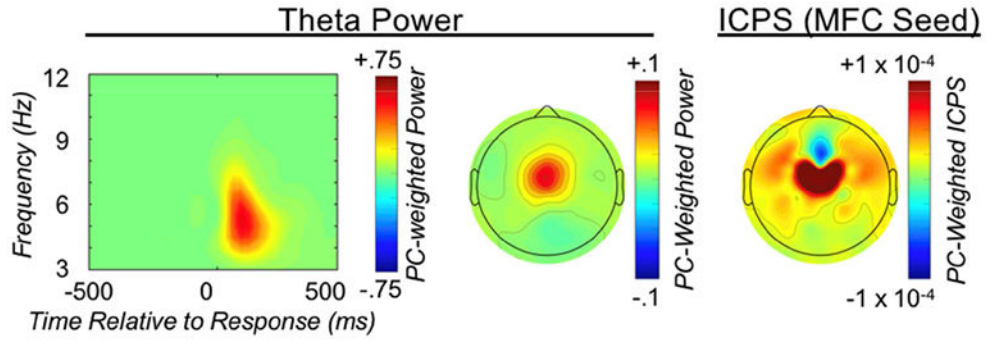 Theta Power
ICPS (MFC Seed)
12
9
6
3
Frequency (Hz)
-500
0
500
Time Relative to Response (ms)
+.75
-.75
PC-weighted Power
+.1
-.1
PC-Weighted Power
+1 x 10-4
-1 x 10-4
PC-Weighted ICPS